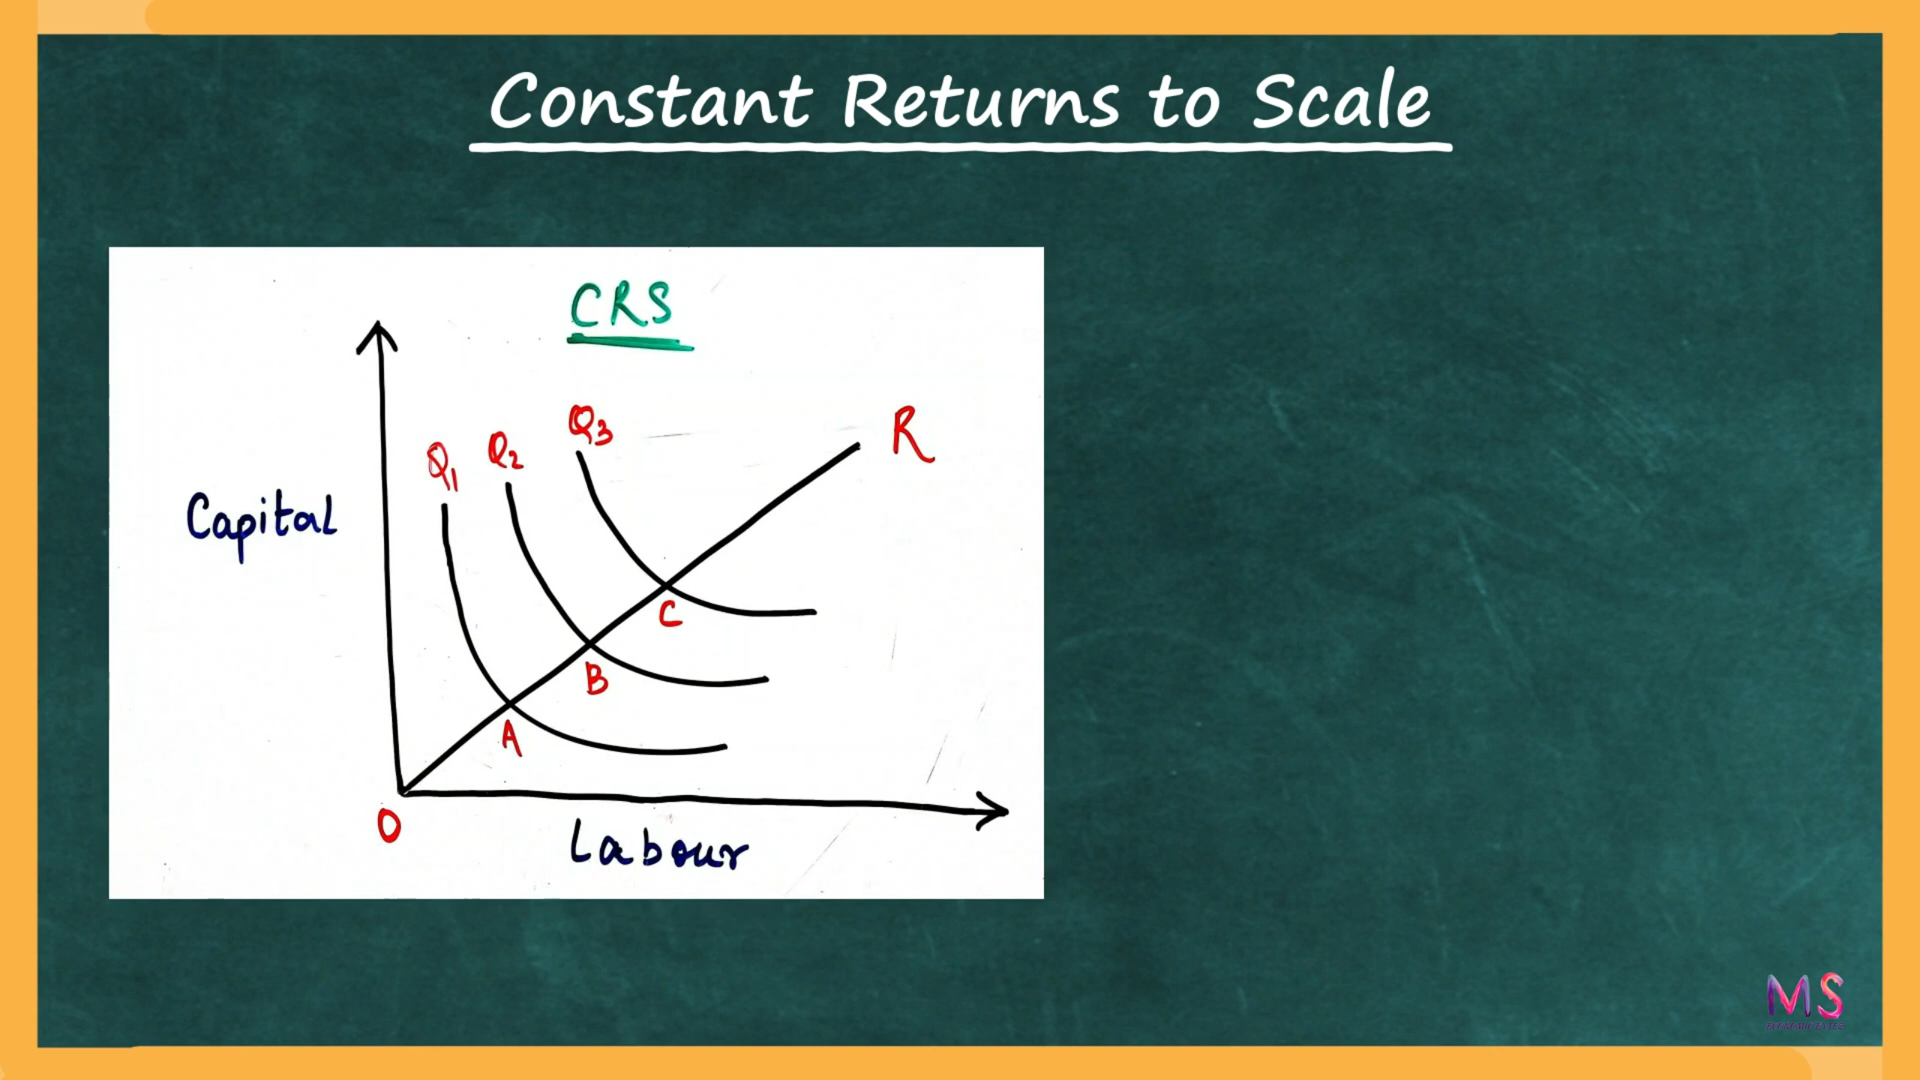 Constant Returns to Scale
CRS
Q3
R
Q2
Q1
Capital
C
B
A
O
Labour
MS